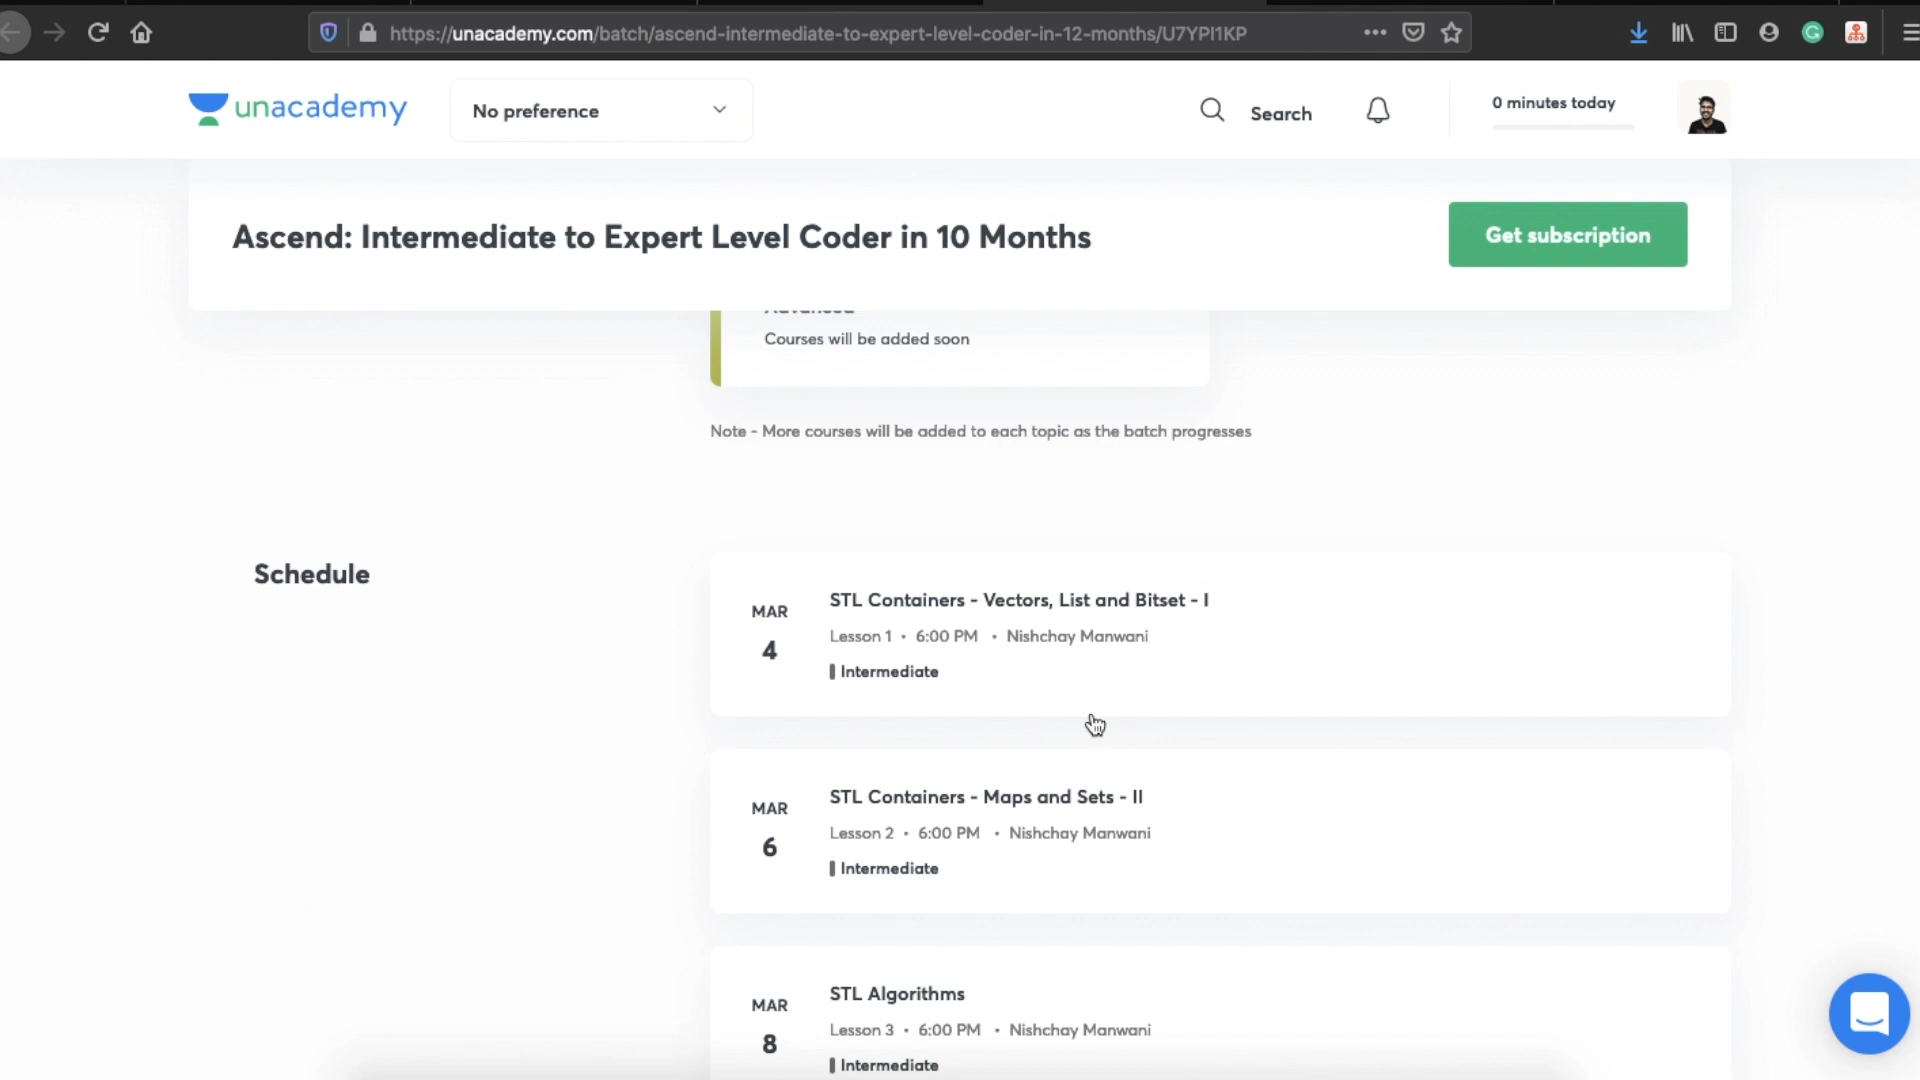 https://unacademy.com/batch/ascend-intermediate-to-expert-level-coder-in-12-months/U7YPI1KP
unacademy
No preference
Search
0 minutes today
Ascend: Intermediate to Expert Level Coder in 10 Months
Get subscription
Advanced
Courses will be added soon
Note - More courses will be added to each topic as the batch progresses
Schedule
MAR
4
STL Containers - Vectors, List and Bitset - I
Lesson 1 • 6:00 PM • Nishchay Manwani
Intermediate
MAR
6
STL Containers - Maps and Sets - II
Lesson 2 • 6:00 PM • Nishchay Manwani
Intermediate
MAR
8
STL Algorithms
Lesson 3 • 6:00 PM • Nishchay Manwani
Intermediate